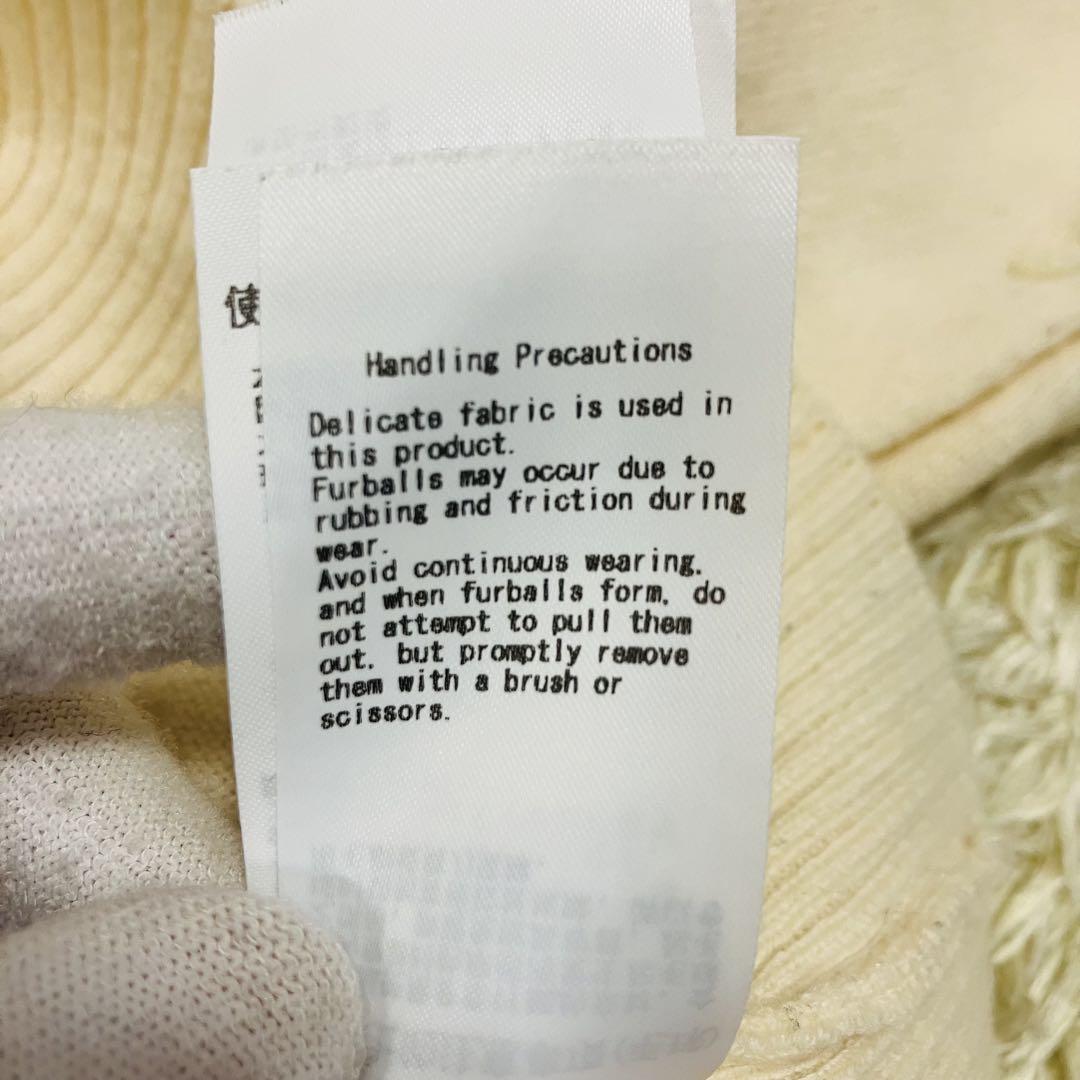 Handling Precautions
Delicate fabric is used in
this product.
Furballs may occur due to
rubbing and friction during
wear.
Avoid continuous wearing.
and when furballs form, do
not attempt to pull them
out. but promptly remove
them with a brush or
scissors.
使